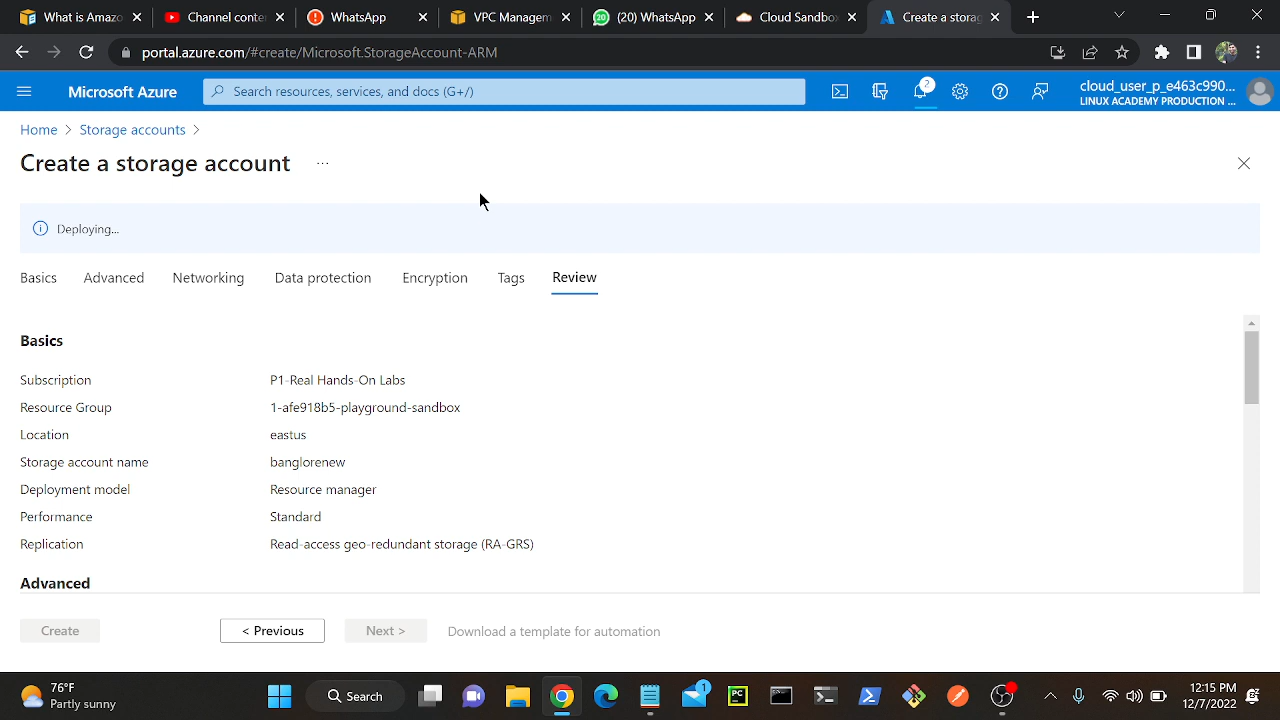 What is Amazo
Channel conte
WhatsApp
VPC Managem
(20) WhatsApp
Cloud Sandbo
Create a storag
portal.azure.com/#create/Microsoft.StorageAccount-ARM
Microsoft Azure
Search resources, services, and docs (G+/)
2
cloud_user_p_e463c990...
LINUX ACADEMY PRODUCTION ...
Home > Storage accounts >
Create a storage account ...
Deploying...
Basics Advanced Networking Data protection Encryption Tags Review
Basics
Subscription P1-Real Hands-On Labs
Resource Group 1-afe918b5-playground-sandbox
Location eastus
Storage account name banglorenew
Deployment model Resource manager
Performance Standard
Replication Read-access geo-redundant storage (RA-GRS)
Advanced
Create < Previous Next > Download a template for automation
76°F
Partly sunny
Search
1
12:15 PM
12/7/2022